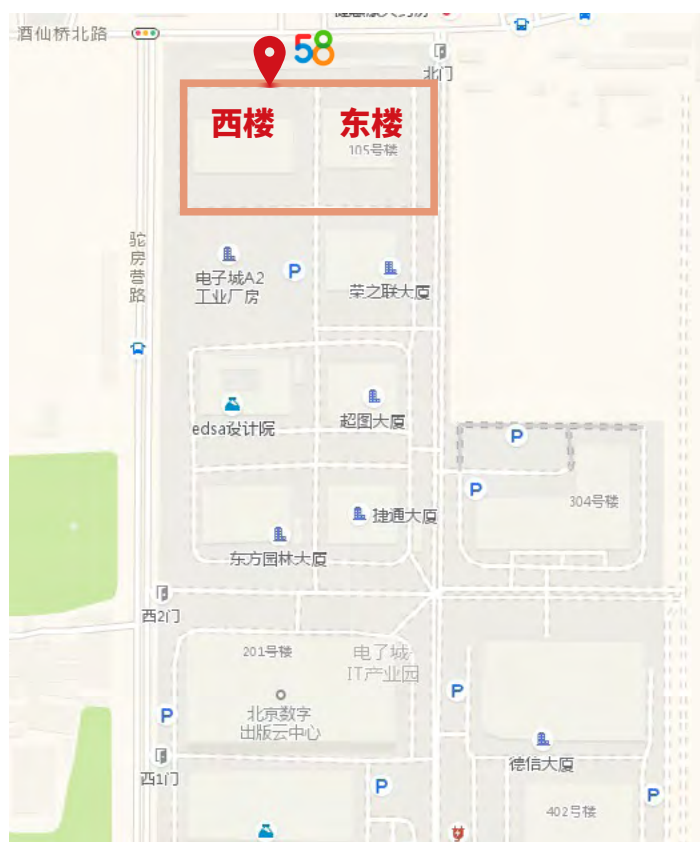 酒仙桥北路
58
北门
西楼
东楼
105号楼
驼房营路
电子城A2
工业厂房
P
荣之联大厦
edsa设计院
超图大厦
P
P
304号楼
捷通大厦
东方园林大厦
西2门
201号楼
电子城
IT产业园
P
北京数字
出版云中心
P
德信大厦
西1门
P
P
402号楼